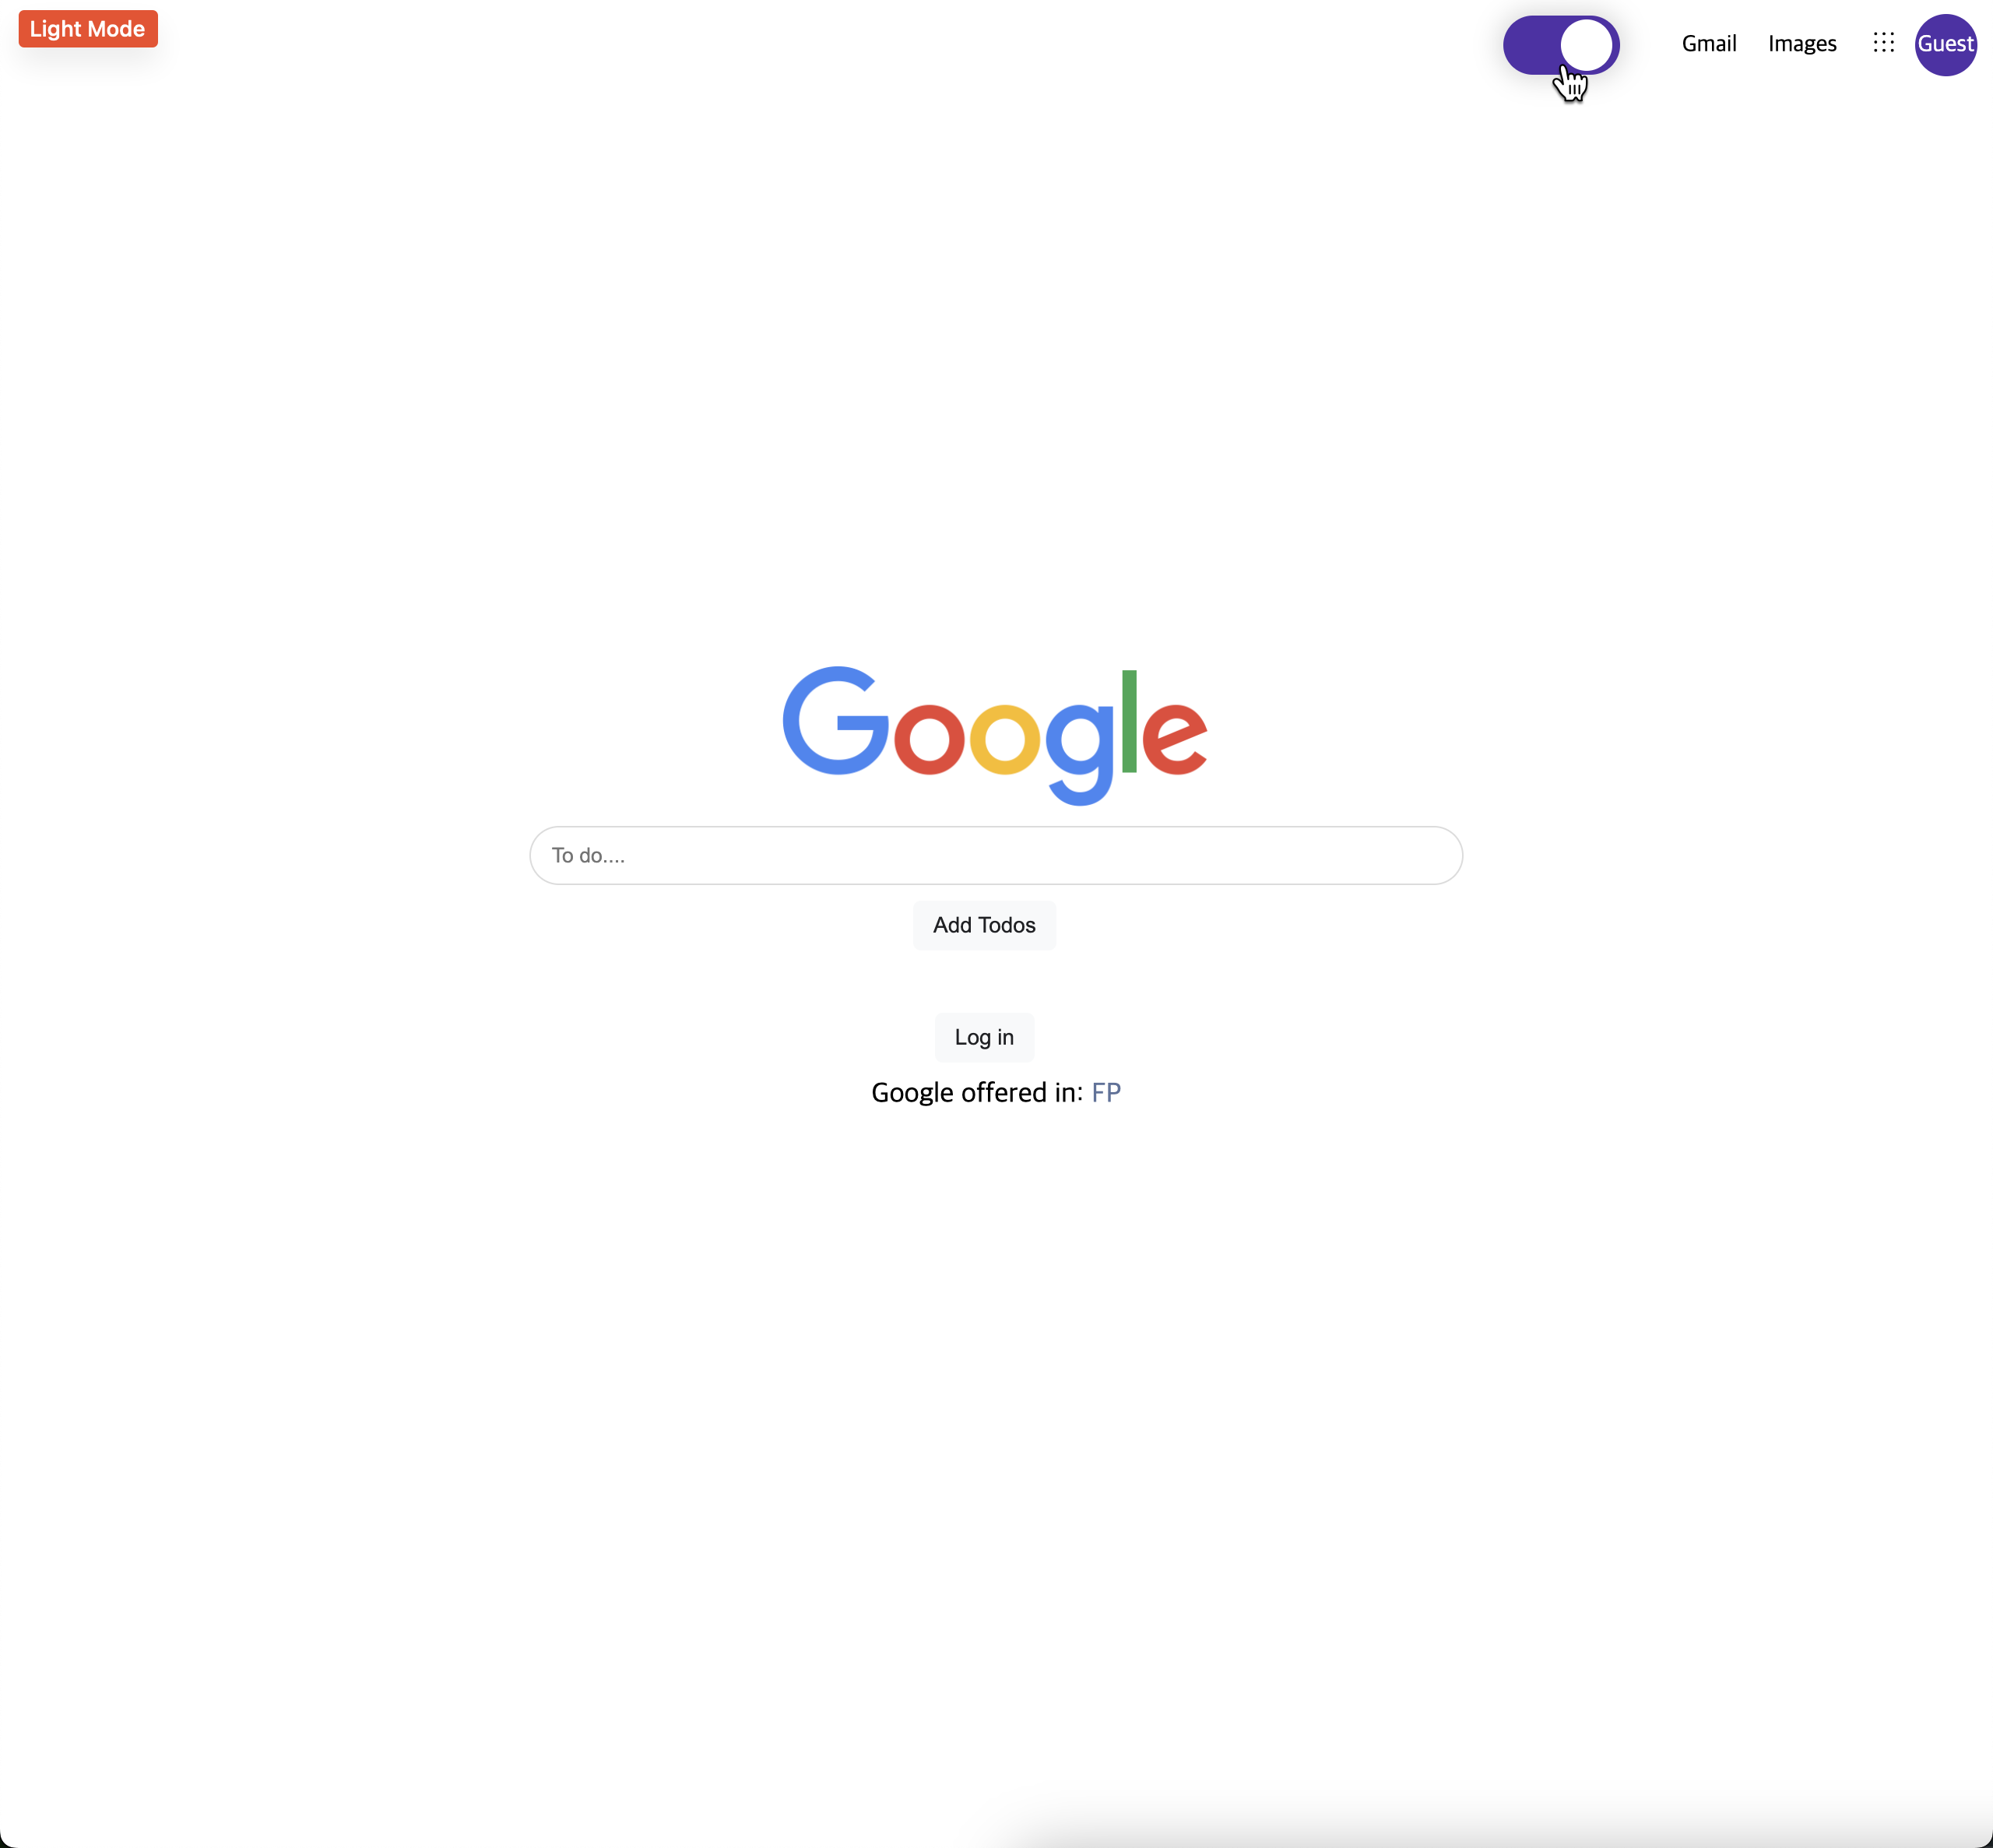 Light Mode
Gmail Images Guest
Google
To do....
Add Todos
Log in
Google offered in: FP